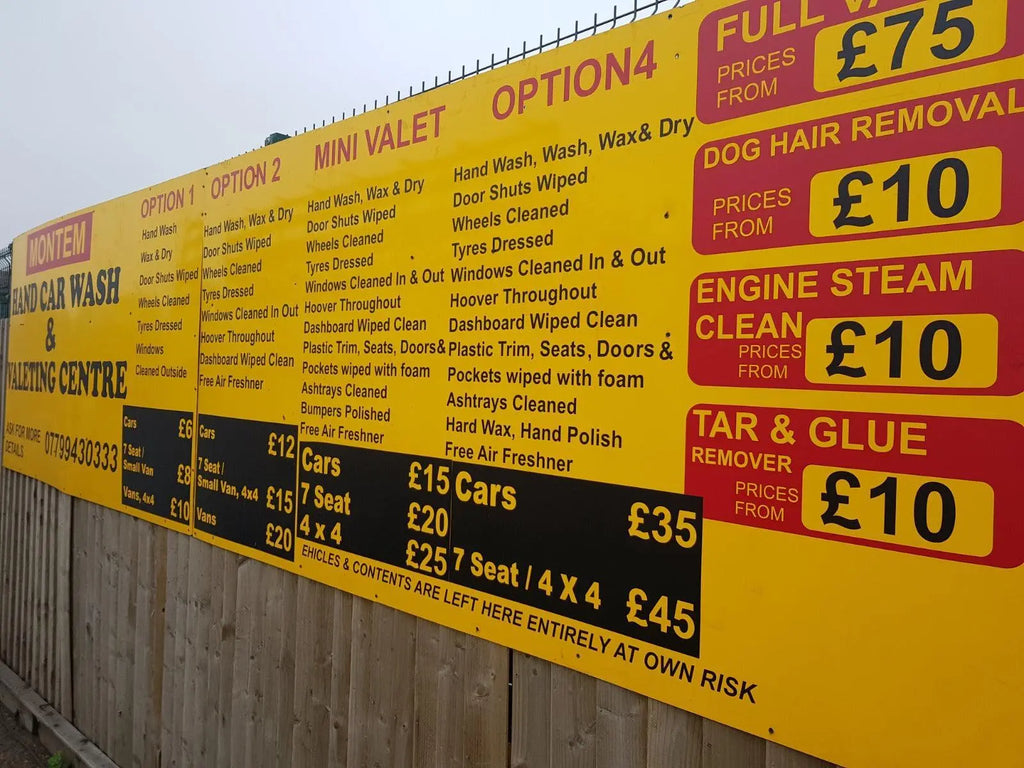 MONTEM
HAND CAR WASH
&
VALETING CENTRE
ASK FOR MORE
DETAILS
07799430333
OPTION 1
Hand Wash
Wax & Dry
Door Shuts Wiped
Wheels Cleaned
Tyres Dressed
Windows
Cleaned Outside
Cars £6
7 Seat /
Small Van £8
Vans, 4x4 £10
OPTION 2
Hand Wash, Wax & Dry
Door Shuts Wiped
Wheels Cleaned
Tyres Dressed
Windows Cleaned In Out
Hoover Throughout
Dashboard Wiped Clean
Free Air Freshner
Cars £12
7 Seat /
Small Van, 4x4 £15
Vans £20
MINI VALET
Hand Wash, Wax & Dry
Door Shuts Wiped
Wheels Cleaned
Tyres Dressed
Windows Cleaned In & Out
Hoover Throughout
Dashboard Wiped Clean
Plastic Trim, Seats, Doors &
Pockets wiped with foam
Ashtrays Cleaned
Bumpers Polished
Free Air Freshner
Cars £15
7 Seat £20
4 x 4 £25
OPTION4
Hand Wash, Wash, Wax& Dry
Door Shuts Wiped
Wheels Cleaned
Tyres Dressed
Windows Cleaned In & Out
Hoover Throughout
Dashboard Wiped Clean
Plastic Trim, Seats, Doors &
Pockets wiped with foam
Ashtrays Cleaned
Hard Wax, Hand Polish
Free Air Freshner
Cars £35
7 Seat / 4 X 4 £45
EHICLES & CONTENTS ARE LEFT HERE ENTIRELY AT OWN RISK
FULL
PRICES
FROM
£75
DOG HAIR REMOVAL
PRICES
FROM
£10
ENGINE STEAM
CLEAN
PRICES
FROM
£10
TAR & GLUE
REMOVER
PRICES
FROM
£10